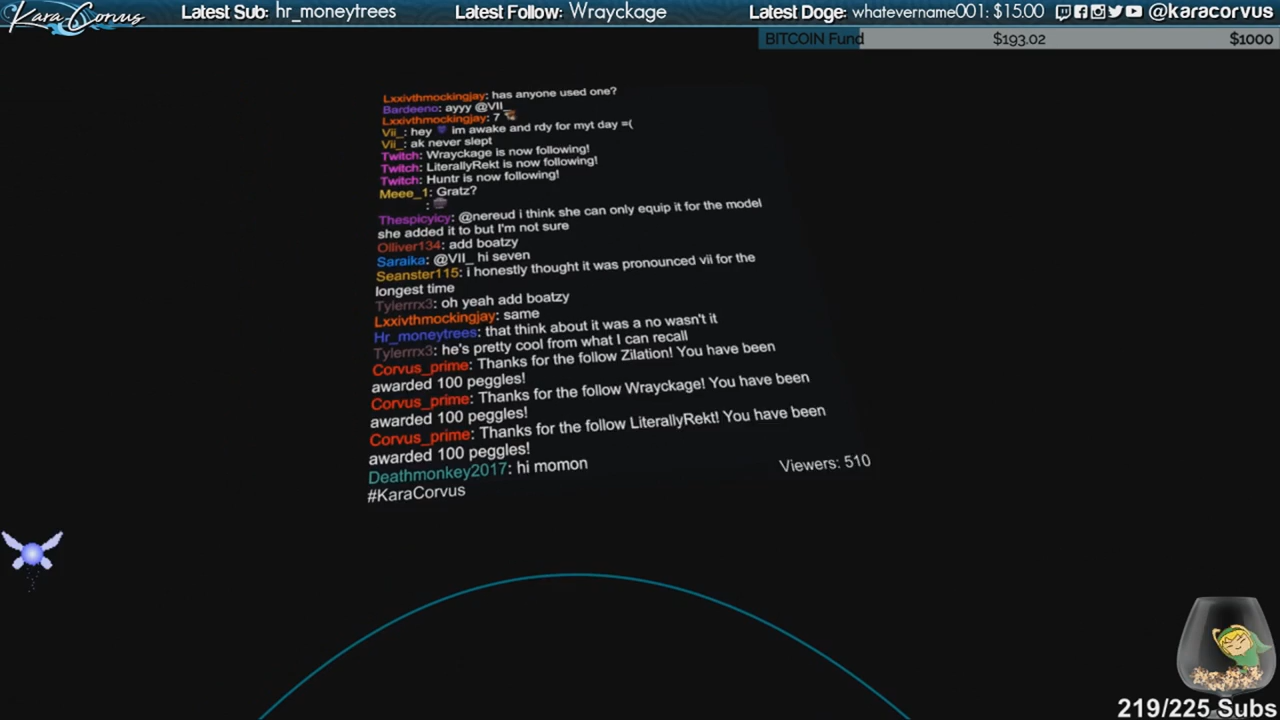 Kara Corvus
Latest Sub: hr_moneytrees
Latest Follow: Wrayckage
Latest Doge: whatevername001: $15.00
@karacorvus
BITCOIN Fund $193.02 $1000
Lxxivthmockingjay: has anyone used one?
Bardeeno: ayyy @VII_
Lxxivthmockingjay: 7
Vii_: hey im awake and rdy for myt day =(
Vii_: ak never slept
Twitch: Wrayckage is now following!
Twitch: LiterallyRekt is now following!
Twitch: Huntr is now following!
Meee_1: Gratz?
:
Thespicyicy: @nereud i think she can only equip it for the model
she added it to but I'm not sure
Olliver134: add boatzy
Saraika: @VII_ hi seven
Seanster115: i honestly thought it was pronounced vii for the
longest time
Tylerrrx3: oh yeah add boatzy
Lxxivthmockingjay: same
Hr_moneytrees: that think about it was a no wasn't it
Tylerrrx3: he's pretty cool from what I can recall
Corvus_prime: Thanks for the follow Zilation! You have been
awarded 100 peggles!
Corvus_prime: Thanks for the follow Wrayckage! You have been
awarded 100 peggles!
Corvus_prime: Thanks for the follow LiterallyRekt! You have been
awarded 100 peggles!
Deathmonkey2017: hi momon
#KaraCorvus
Viewers: 510
219/225 Subs